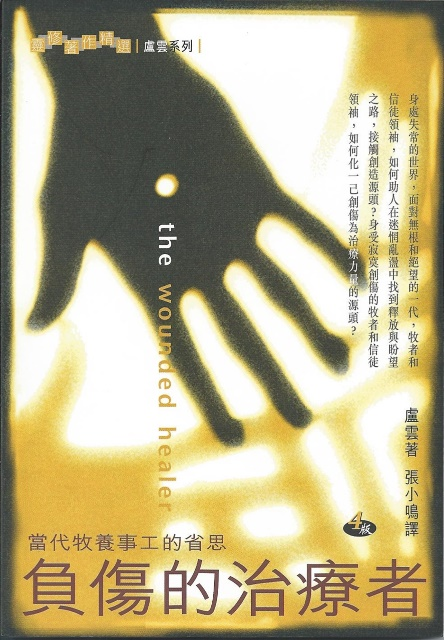 靈修著作精選 | 盧雲系列 |
身處失常的世界，面對無根和絕望的一代，牧者和
信徒領袖，如何助人在迷惘亂盪中找到釋放與盼望
之路，接觸創造源頭？身受寂寞創傷的牧者和信徒
領袖，如何化一己創傷為治療力量的源頭？
the wounded healer
盧雲著 張小鳴譯
4版
當代牧養事工的省思
負傷的治療者